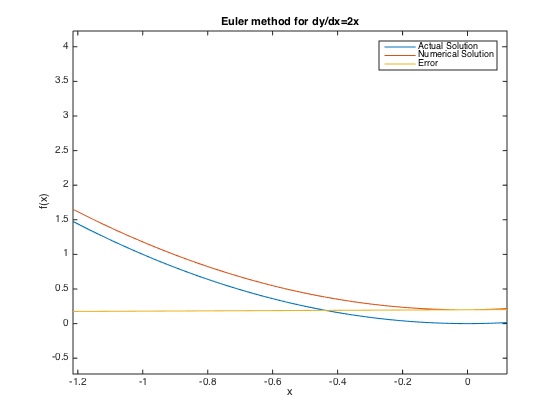 Euler method for dy/dx=2x
Actual Solution
Numerical Solution
Error
4
3.5
3
2.5
2
1.5
1
0.5
0
-0.5
f(x)
-1.2 -1 -0.8 -0.6 -0.4 -0.2 0
x